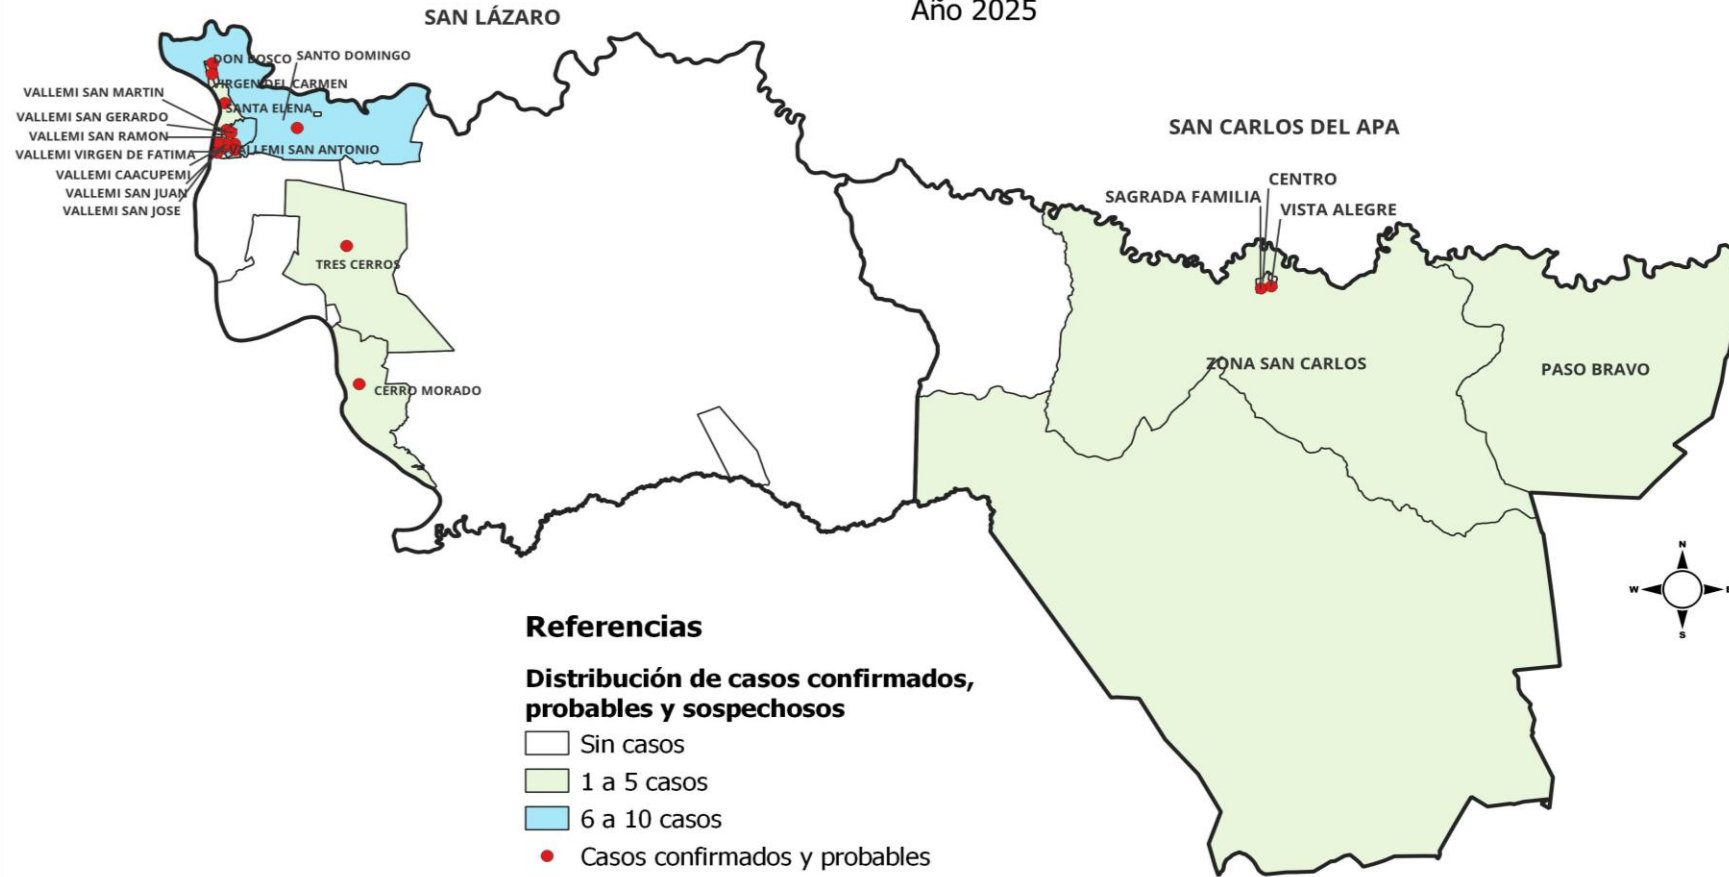 Año 2025
SAN LÁZARO
DON BOSCO
SANTO DOMINGO
VIRGEN DEL CARMEN
VALLEMI SAN MARTIN
SANTA ELENA
VALLEMI SAN GERARDO
VALLEMI SAN RAMON
VALLEMI SAN ANTONIO
VALLEMI VIRGEN DE FATIMA
VALLEMI CAACUPEMI
VALLEMI SAN JUAN
VALLEMI SAN JOSE
TRES CERROS
CERRO MORADO
SAN CARLOS DEL APA
CENTRO
SAGRADA FAMILIA
VISTA ALEGRE
ZONA SAN CARLOS
PASO BRAVO
N
W
E
S
Referencias
Distribución de casos confirmados,
probables y sospechosos
Sin casos
1 a 5 casos
6 a 10 casos
Casos confirmados y probables